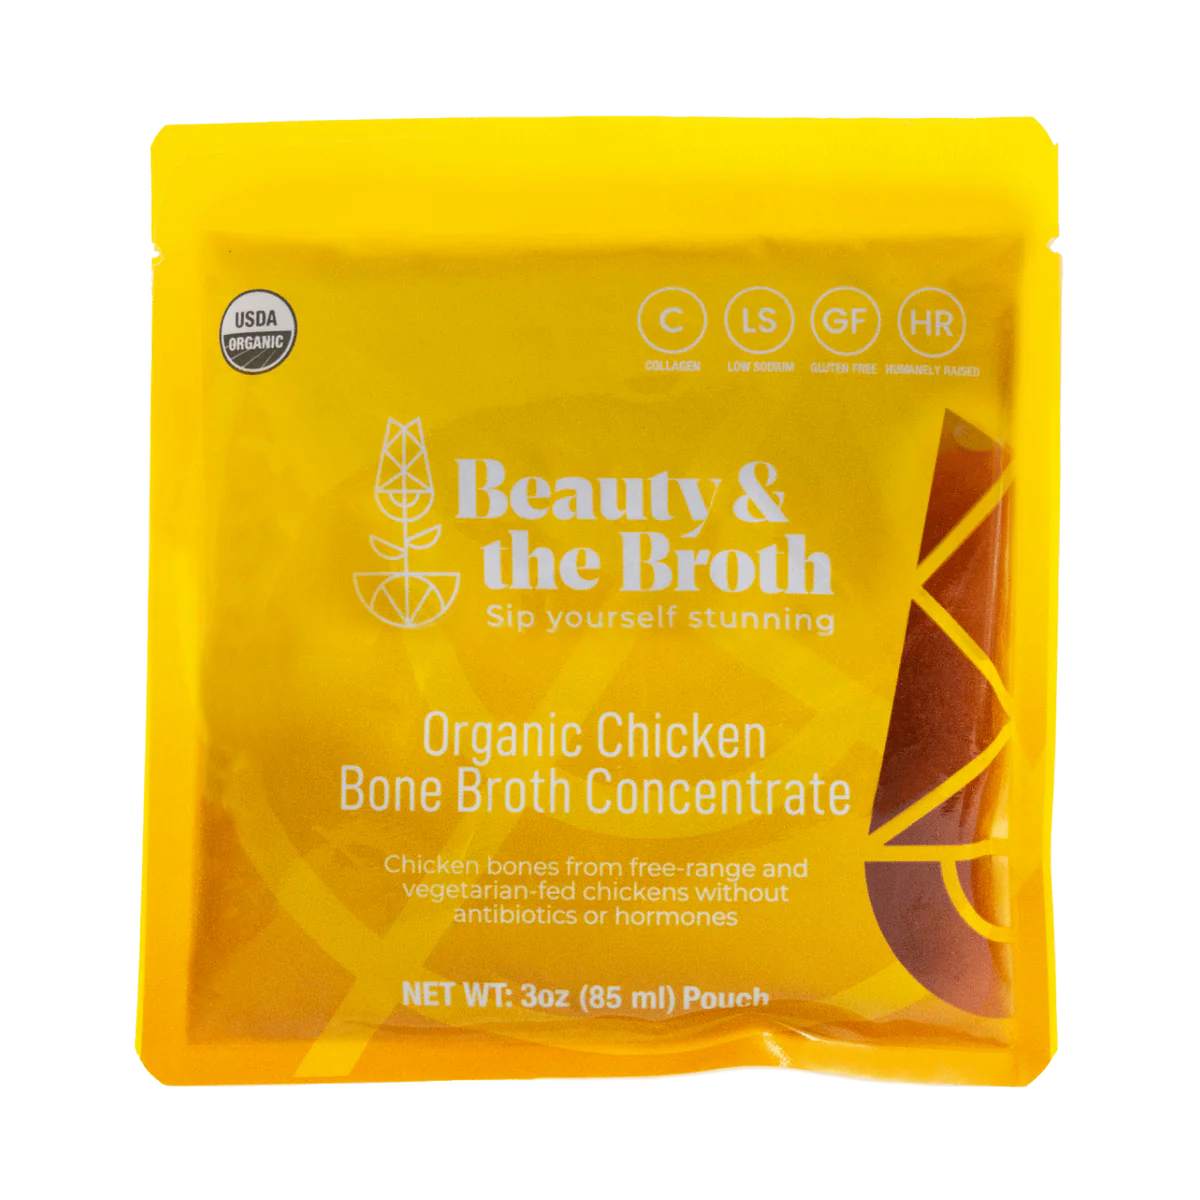 USDA
ORGANIC
C
LS
GF
HR
COLLAGEN
LOW SODIUM
GLUTEN FREE
HUMANELY RAISED
Beauty &
the Broth
Sip yourself stunning
Organic Chicken
Bone Broth Concentrate
Chicken bones from free-range and
vegetarian-fed chickens without
antibiotics or hormones
NET WT: 3oz (85 ml) Pouch